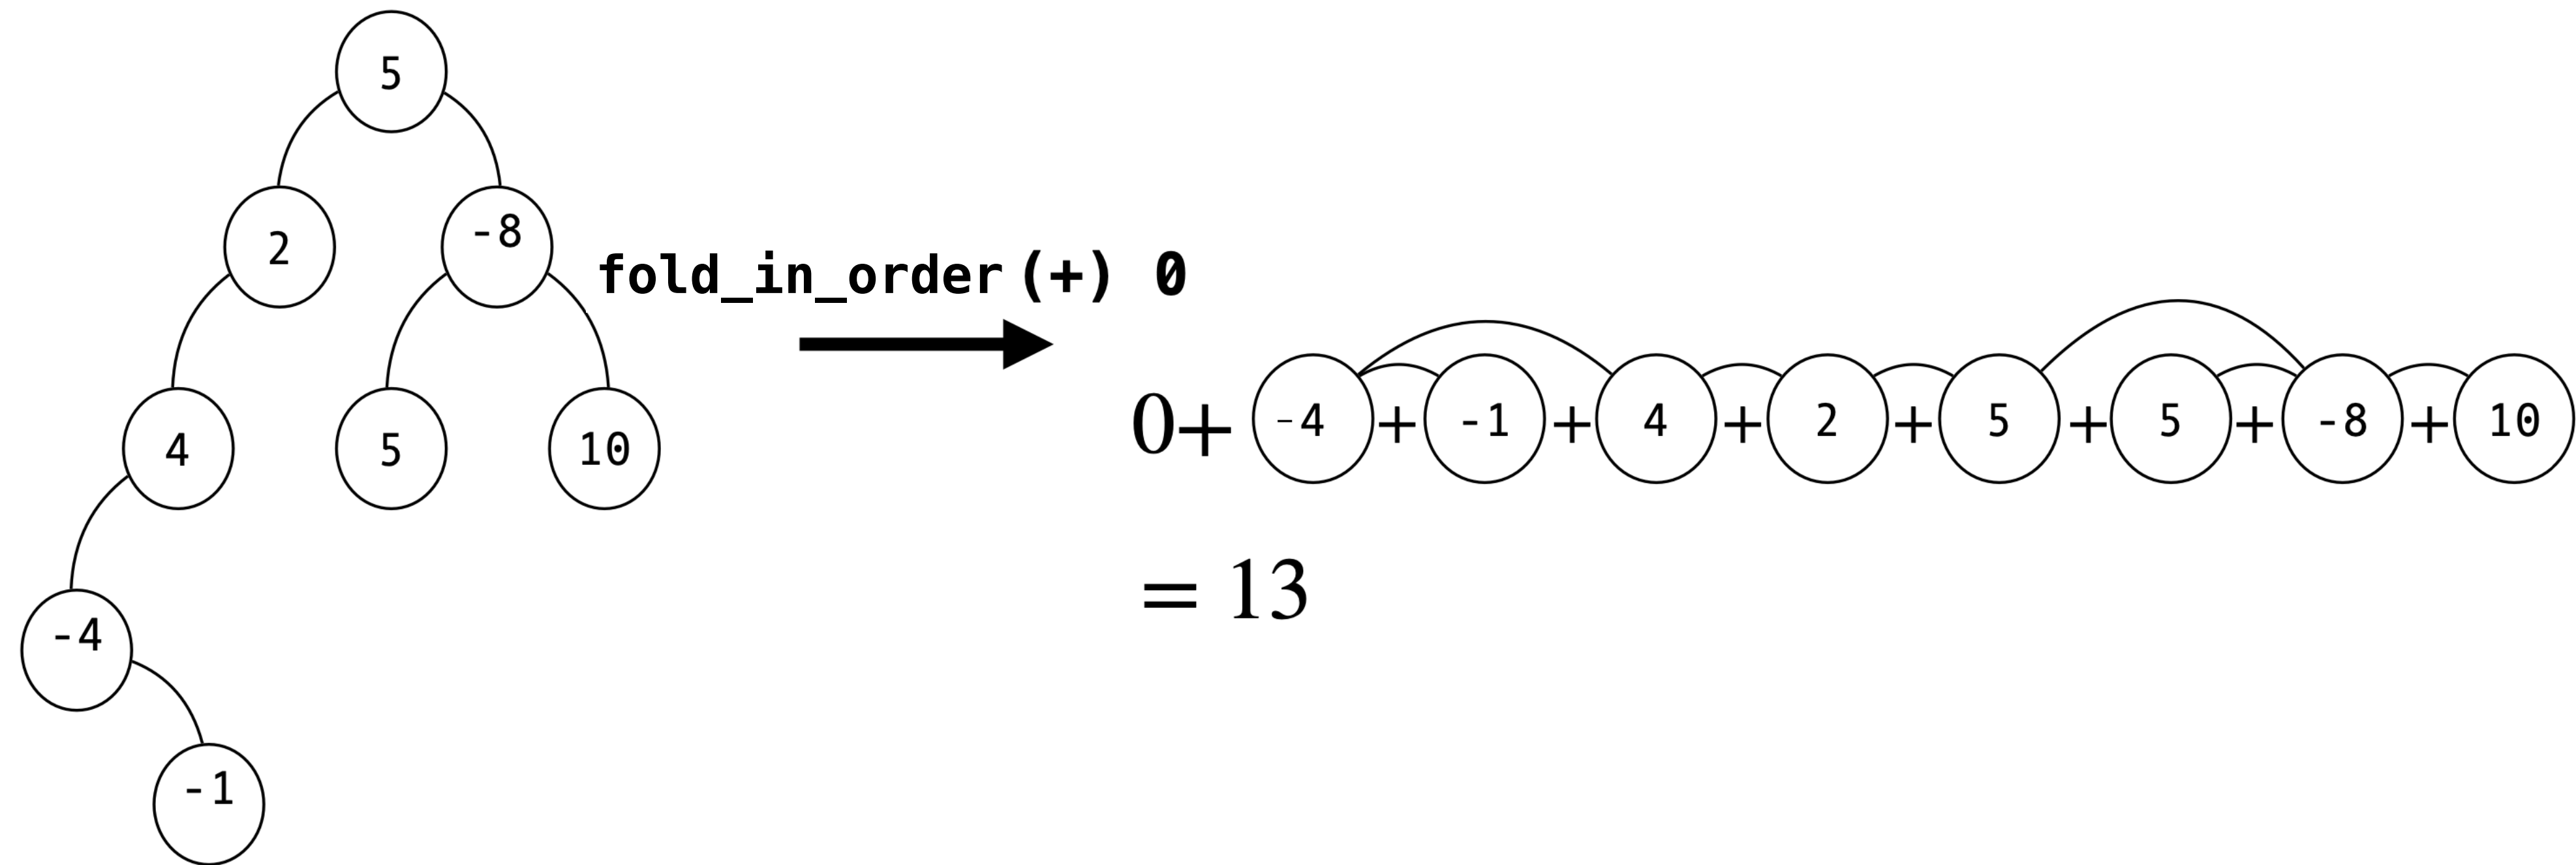 5
2 -8
fold_in_order (+) 0
4 5 10
0+ -4 + -1 + 4 + 2 + 5 + 5 + -8 + 10
= 13
-4
-1